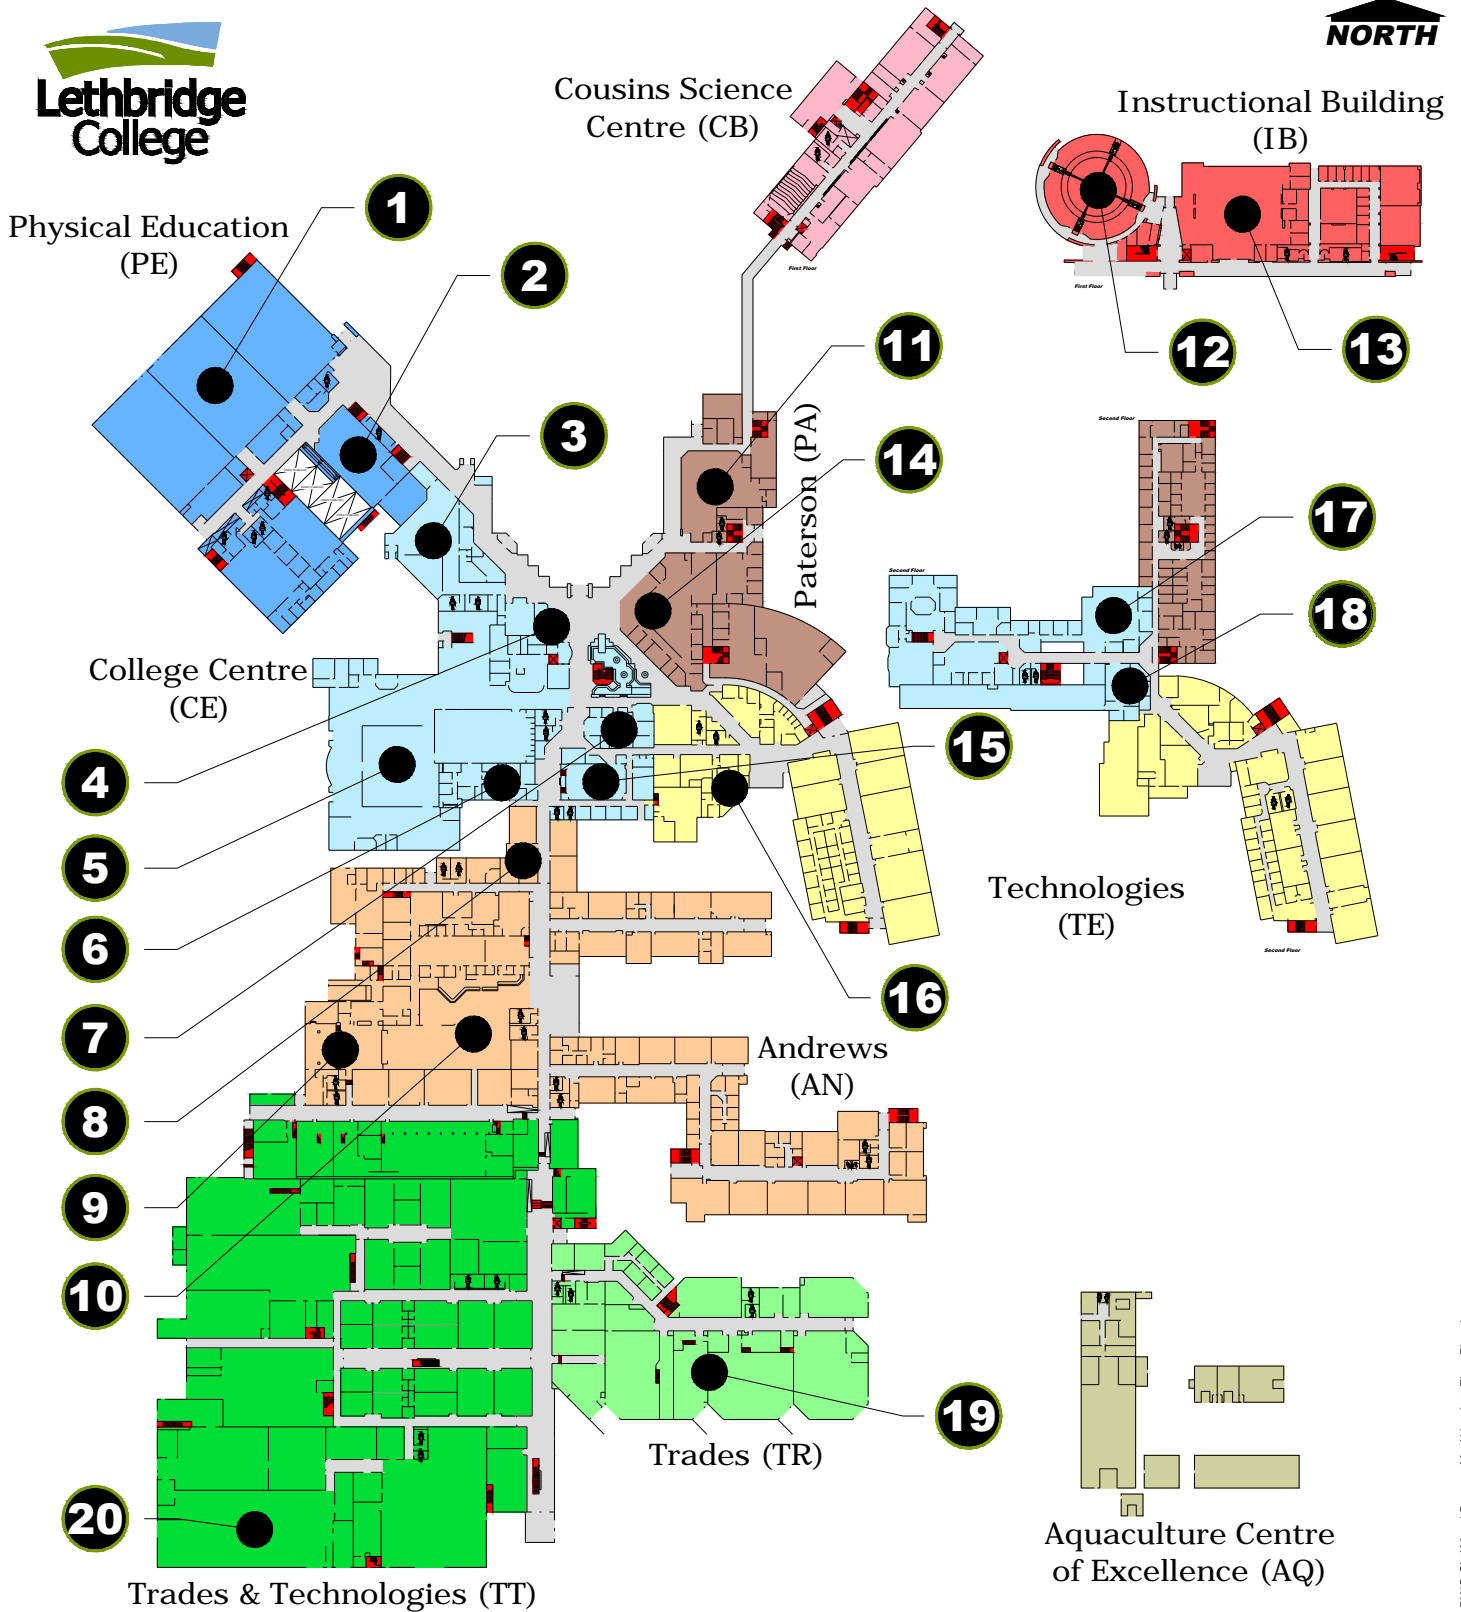 NORTH
Lethbridge
College
Cousins Science
Centre (CB)
Instructional Building
(IB)
Physical Education
(PE)
First Floor
First Floor
1
2
3
11
12
13
14
Paterson (PA)
Second Floor
Second Floor
17
18
College Centre
(CE)
4
5
6
7
8
9
10
15
16
Technologies
(TE)
Second Floor
Andrews
(AN)
19
Trades (TR)
20
Trades & Technologies (TT)
Aquaculture Centre
of Excellence (AQ)